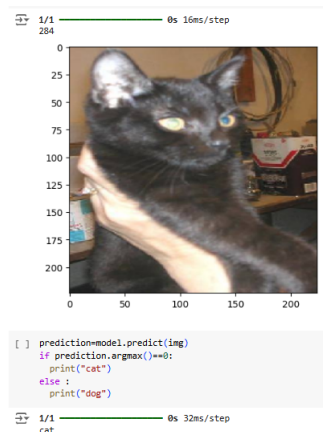 1/1 0s 16ms/step
284
0
25
50
75
100
125
150
175
200
0 50 100 150 200
[ ] prediction=model.predict(img)
if prediction.argmax()==0:
print("cat")
else :
print("dog")
1/1 0s 32ms/step
cat